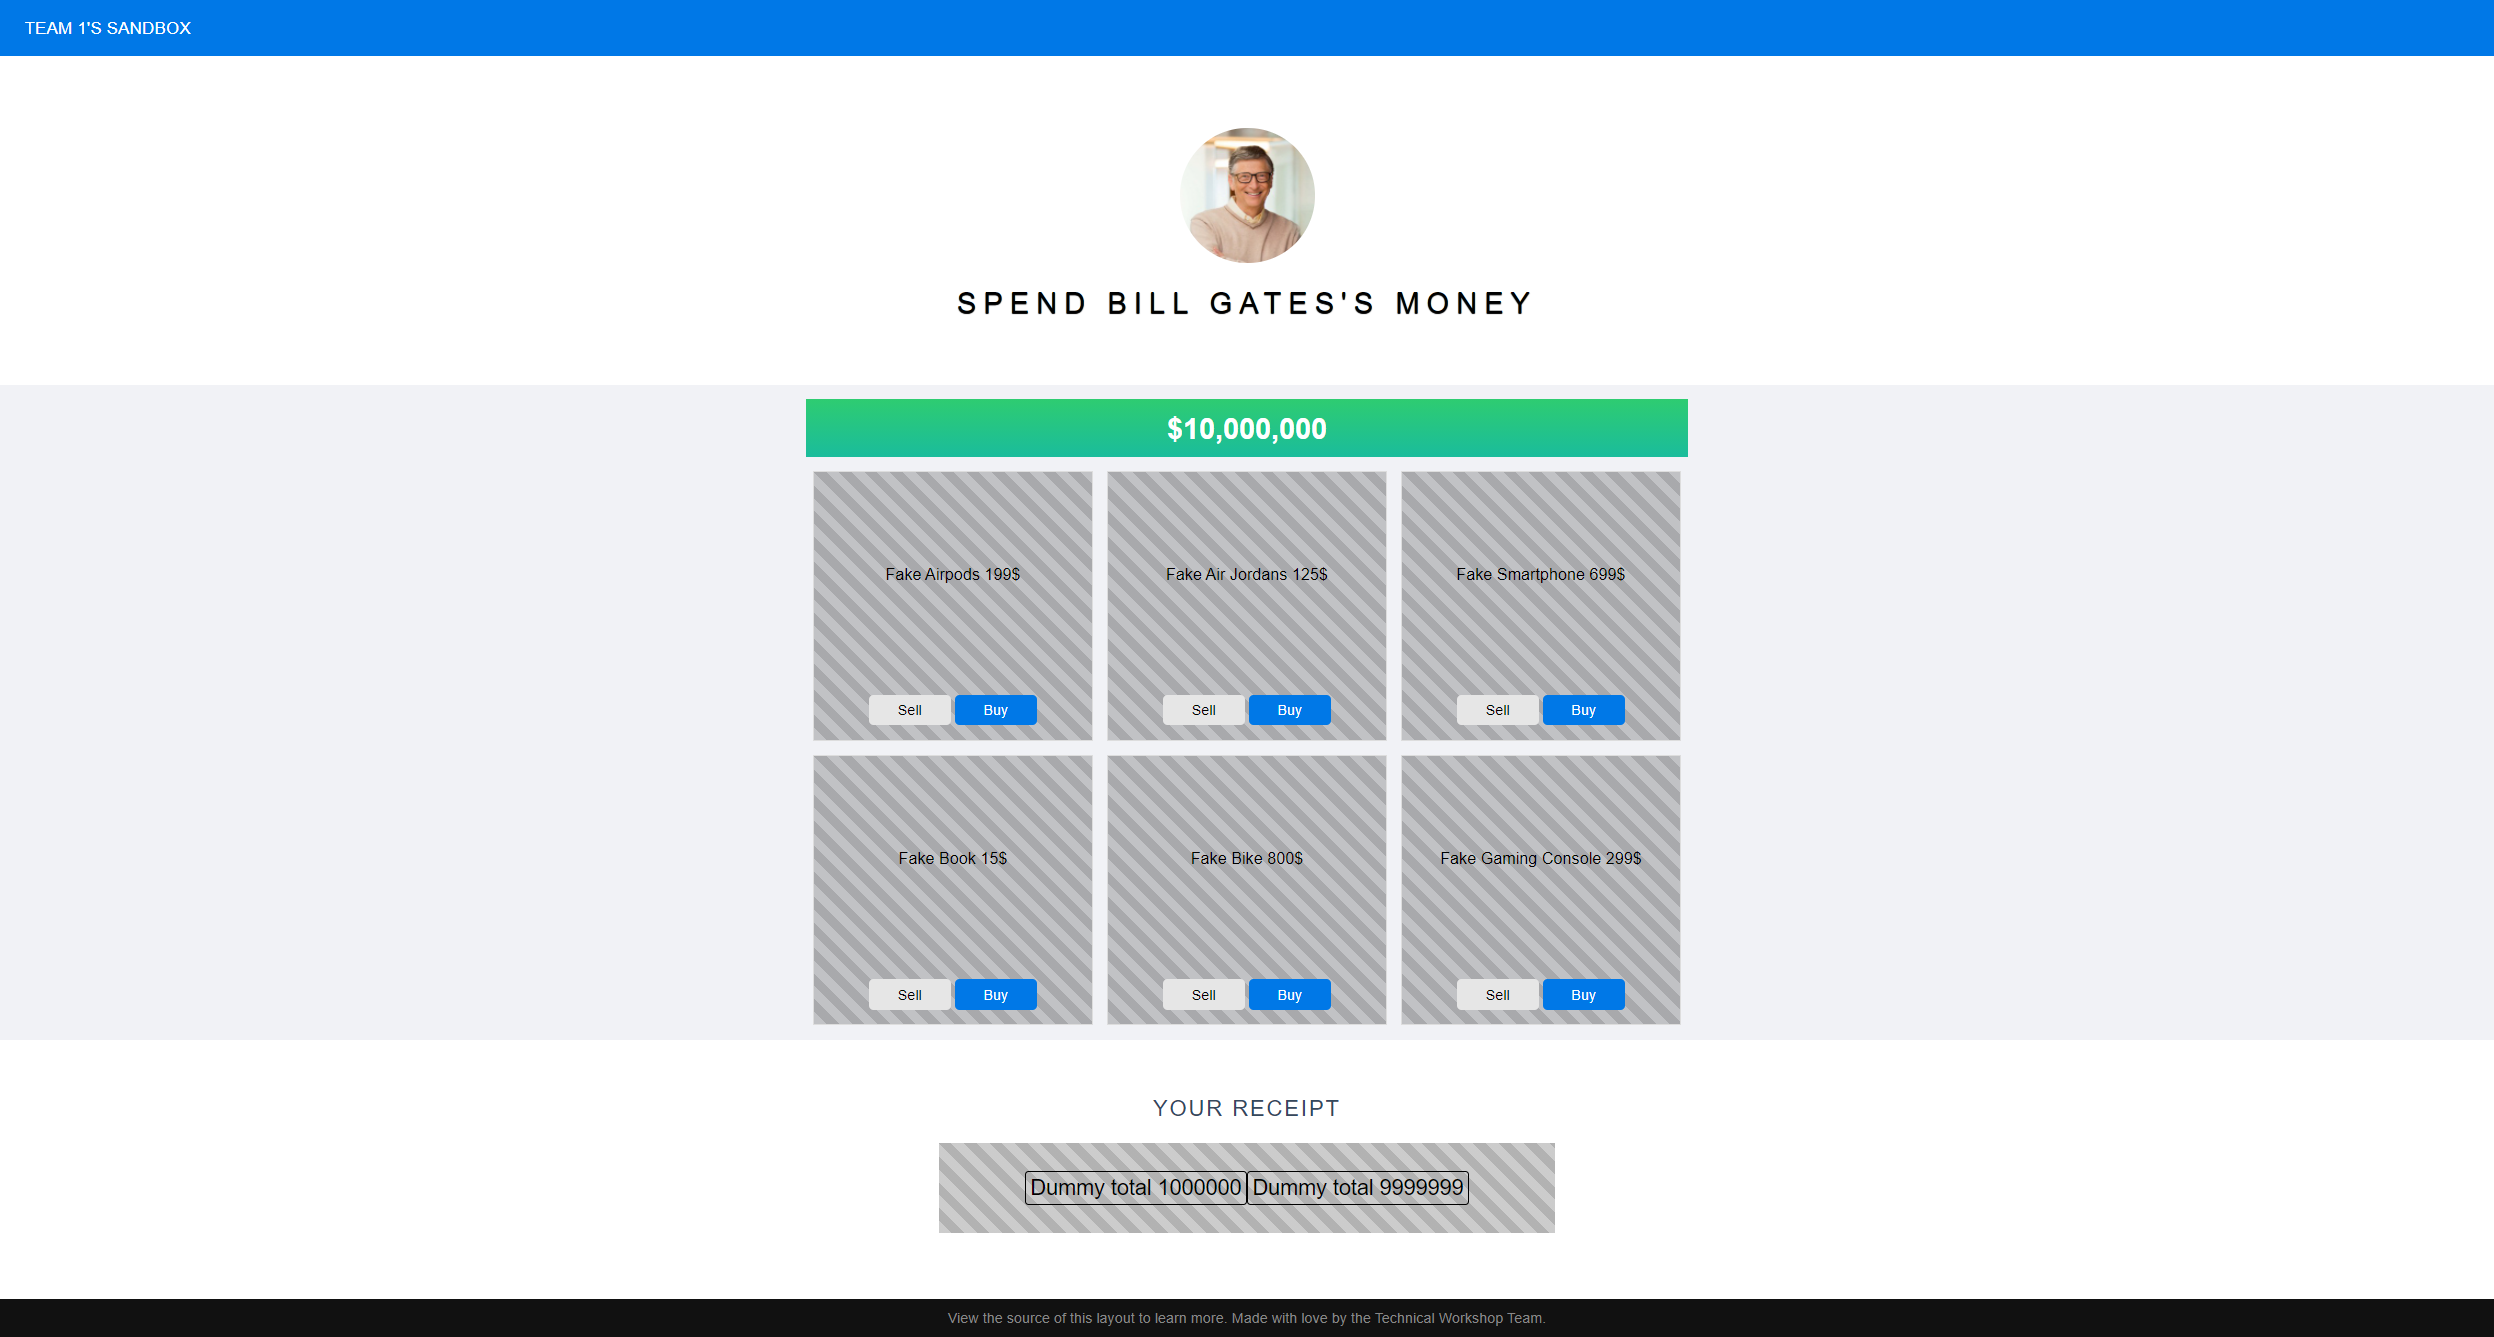 TEAM 1'S SANDBOX
SPEND BILL GATES'S MONEY
$10,000,000
Fake Airpods 199$
Fake Air Jordans 125$
Fake Smartphone 699$
Sell Buy
Sell Buy
Sell Buy
Fake Book 15$
Fake Bike 800$
Fake Gaming Console 299$
Sell Buy
Sell Buy
Sell Buy
YOUR RECEIPT
Dummy total 1000000 Dummy total 9999999
View the source of this layout to learn more. Made with love by the Technical Workshop Team.